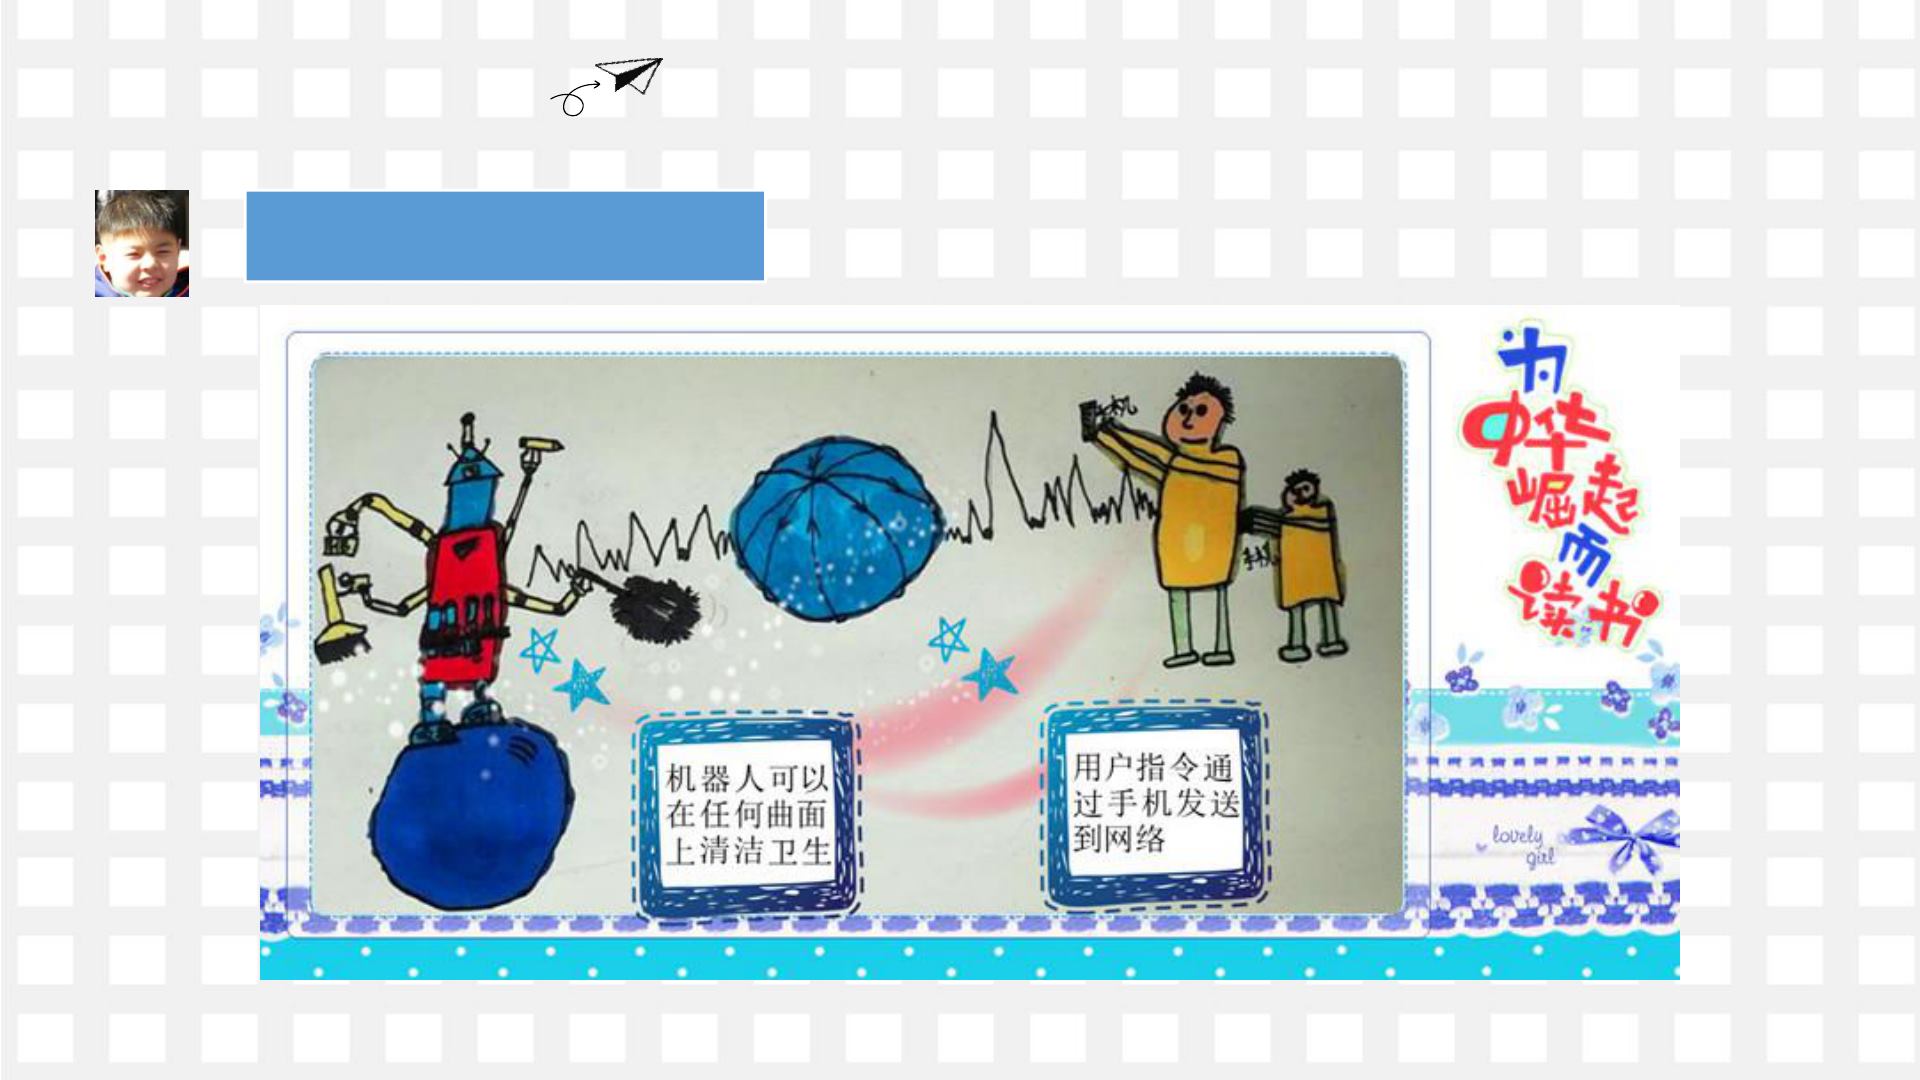 为
中华
崛起
而
读书
手机
手机
机器人可以
在任何曲面
上清洁卫生
用户指令通
过手机发送
到网络
lovely
girl